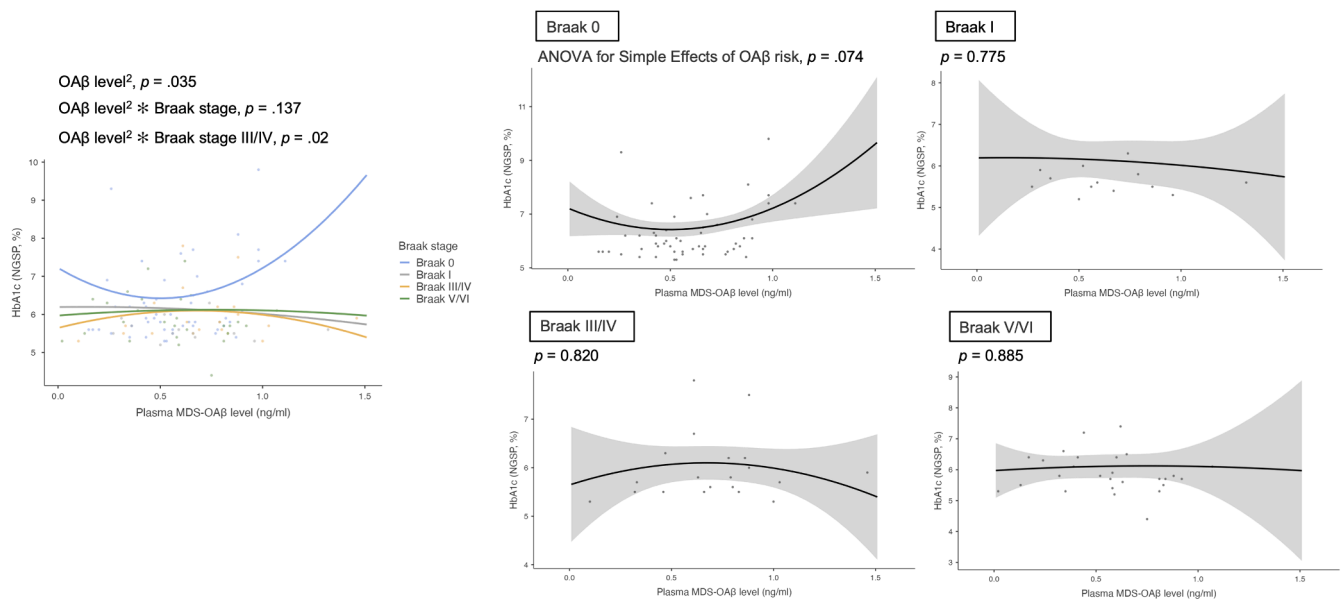 OAβ level², p = .035
OAβ level² ✻ Braak stage, p = .137
OAβ level² ✻ Braak stage III/IV, p = .02
10
9
8
7
6
5
HbA1c (NGSP, %)
0.0 0.5 1.0 1.5
Plasma MDS-OAβ level (ng/ml)
Braak stage
Braak 0
Braak I
Braak III/IV
Braak V/VI
Braak 0
ANOVA for Simple Effects of OAβ risk, p = .074
11
9
7
5
HbA1c (NGSP, %)
0.0 0.5 1.0 1.5
Plasma MDS-OAβ level (ng/ml)
Braak I
p = 0.775
8
7
6
5
4
HbA1c (NGSP, %)
0.0 0.5 1.0 1.5
Plasma MDS-OAβ level (ng/ml)
Braak III/IV
p = 0.820
7
6
5
4
HbA1c (NGSP, %)
0.0 0.5 1.0 1.5
Plasma MDS-OAβ level (ng/ml)
Braak V/VI
p = 0.885
9
8
7
6
5
4
3
HbA1c (NGSP, %)
0.0 0.5 1.0 1.5
Plasma MDS-OAβ level (ng/ml)